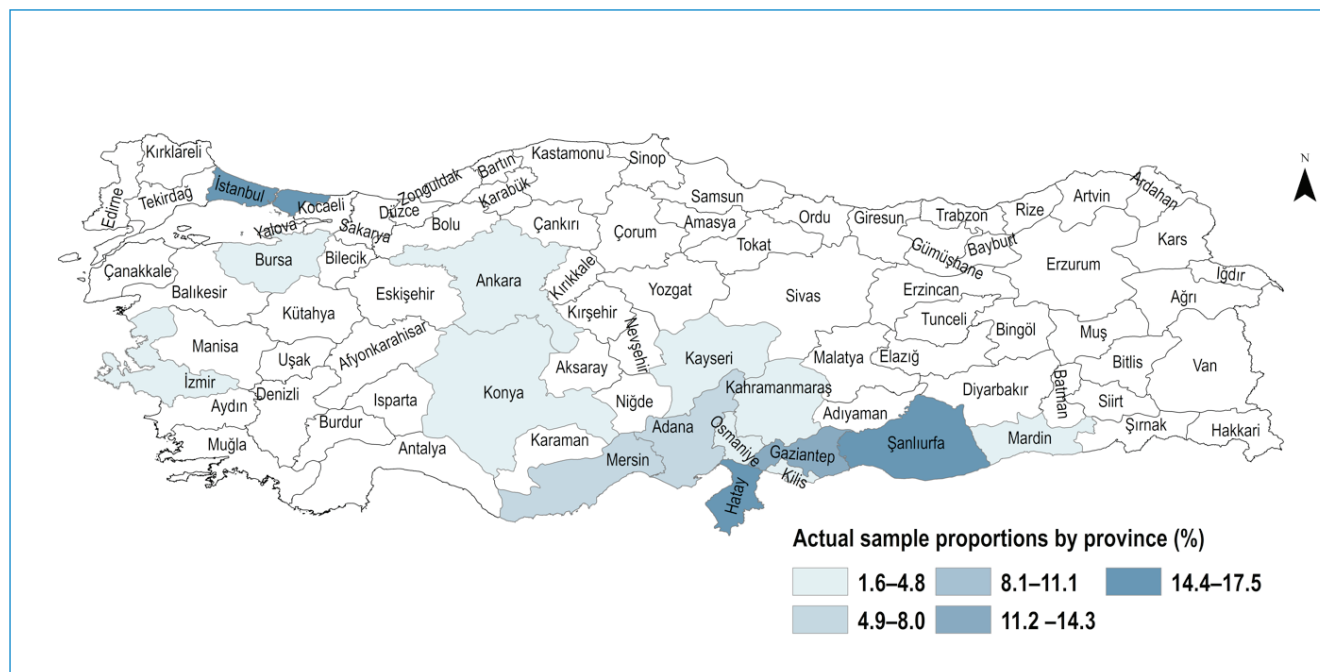 N
Kırklareli
Edirne
Tekirdağ
İstanbul
Kocaeli
Yalova
Sakarya
Düzce
Zonguldak
Bartın
Karabük
Kastamonu
Sinop
Bolu
Çankırı
Samsun
Amasya
Çorum
Tokat
Ordu
Giresun
Gümüşhane
Trabzon
Bayburt
Rize
Artvin
Ardahan
Kars
Iğdır
Erzurum
Ağrı
Çanakkale
Balıkesir
Bursa
Bilecik
Kütahya
Eskişehir
Ankara
Kırıkkale
Kırşehir
Yozgat
Sivas
Erzincan
Tunceli
Bingöl
Muş
Bitlis
Van
Manisa
Uşak
Afyonkarahisar
İzmir
Aydın
Denizli
Isparta
Burdur
Muğla
Antalya
Konya
Aksaray
Nevşehir
Niğde
Karaman
Kayseri
Kahramanmaraş
Malatya
Elazığ
Adıyaman
Diyarbakır
Batman
Siirt
Şırnak
Hakkari
Mersin
Adana
Osmaniye
Hatay
Gaziantep
Kilis
Şanlıurfa
Mardin
Actual sample proportions by province (%)
1.6–4.8
8.1–11.1
14.4–17.5
4.9–8.0
11.2 –14.3